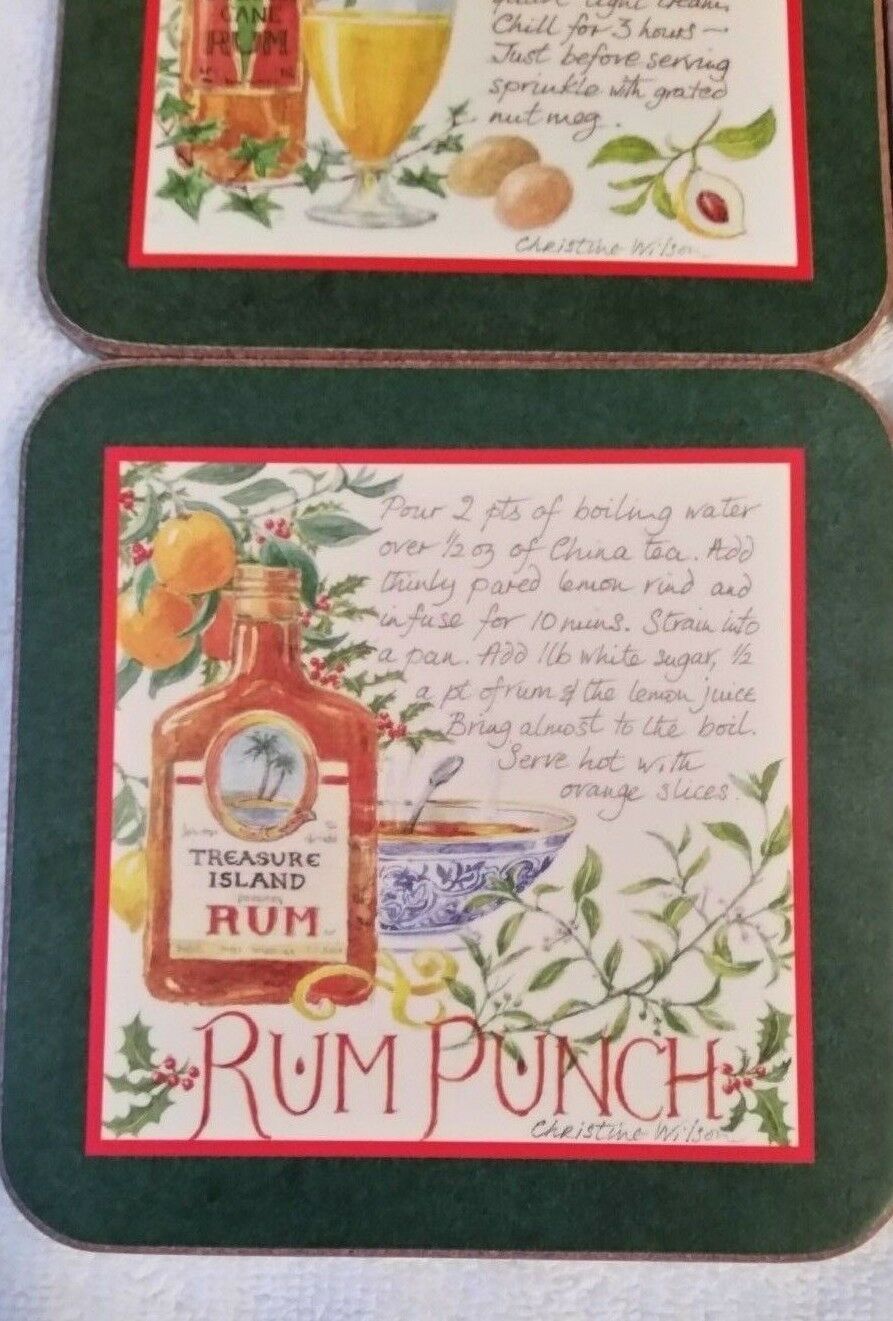 CANE
RUM
light cream.
Chill for 3 hours —
Just before serving
sprinkle with grated
nutmeg.
Christine Wilson
Pour 2 pts of boiling water
over ½ oz of China tea. Add
thinly pared lemon rind and
infuse for 10 mins. Strain into
a pan. Add 1lb white sugar, ½
a pt of rum & the lemon juice
Bring almost to the boil.
Serve hot with
orange slices.
TREASURE
ISLAND
RUM
RUM PUNCH
Christine Wilson